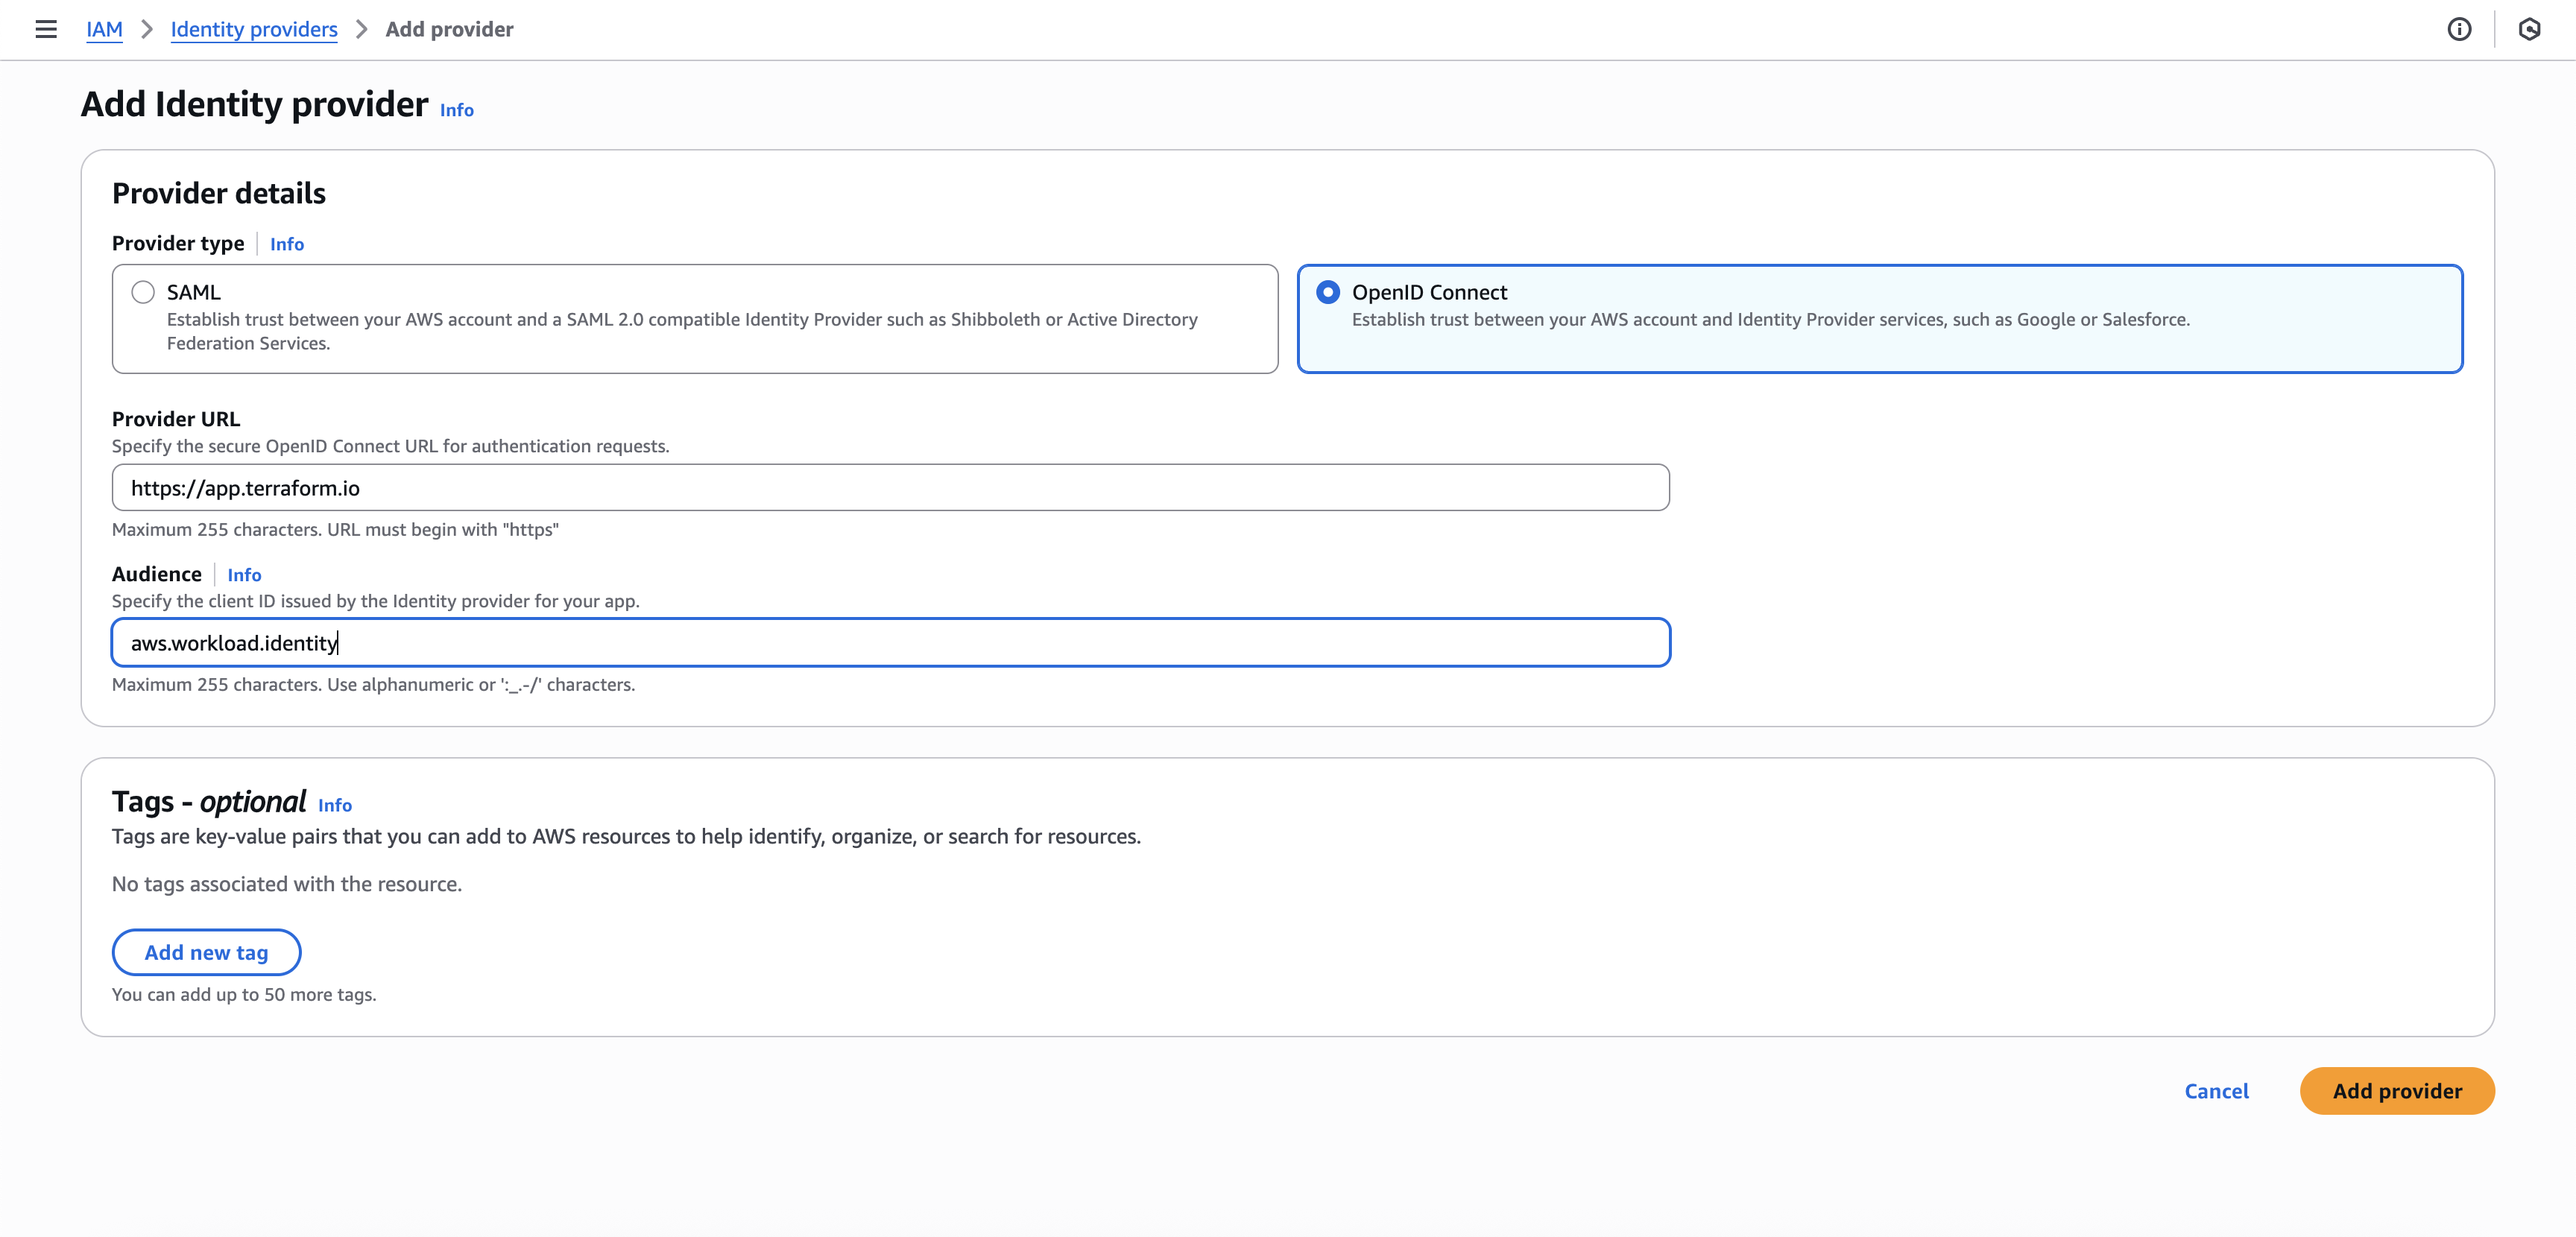 IAM > Identity providers > Add provider
Add Identity provider Info
Provider details
Provider type Info
SAML
Establish trust between your AWS account and a SAML 2.0 compatible Identity Provider such as Shibboleth or Active Directory
Federation Services.
OpenID Connect
Establish trust between your AWS account and Identity Provider services, such as Google or Salesforce.
Provider URL
Specify the secure OpenID Connect URL for authentication requests.
https://app.terraform.io
Maximum 255 characters. URL must begin with "https"
Audience Info
Specify the client ID issued by the Identity provider for your app.
aws.workload.identity
Maximum 255 characters. Use alphanumeric or ':_.-/' characters.
Tags - optional Info
Tags are key-value pairs that you can add to AWS resources to help identify, organize, or search for resources.
No tags associated with the resource.
Add new tag
You can add up to 50 more tags.
Cancel Add provider